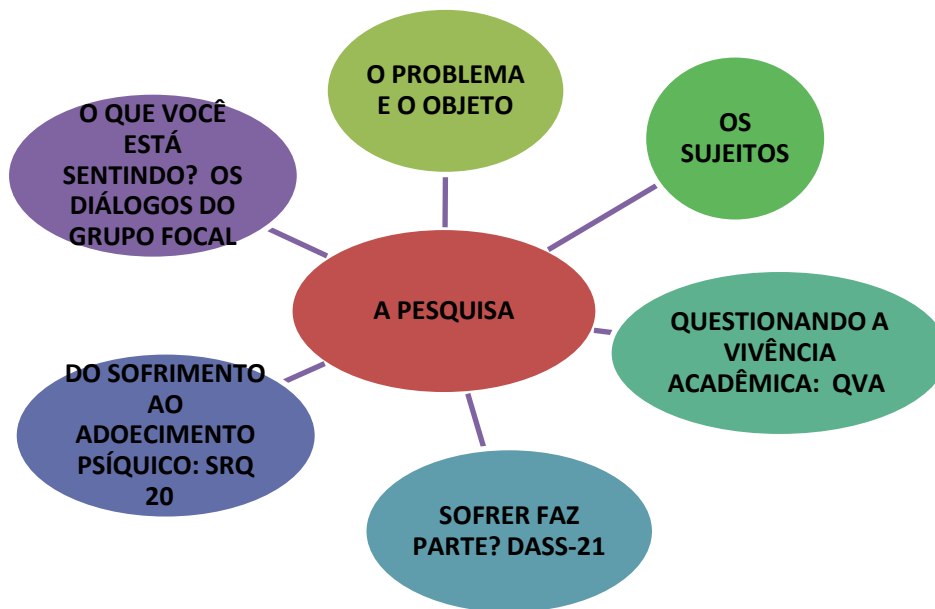 O PROBLEMA
E O OBJETO
OS
SUJEITOS
QUESTIONANDO A
VIVÊNCIA
ACADÊMICA: QVA
SOFRER FAZ
PARTE? DASS-21
DO SOFRIMENTO
AO
ADOECIMENTO
PSÍQUICO: SRQ
20
O QUE VOCÊ
ESTÁ
SENTINDO? OS
DIÁLOGOS DO
GRUPO FOCAL
A PESQUISA